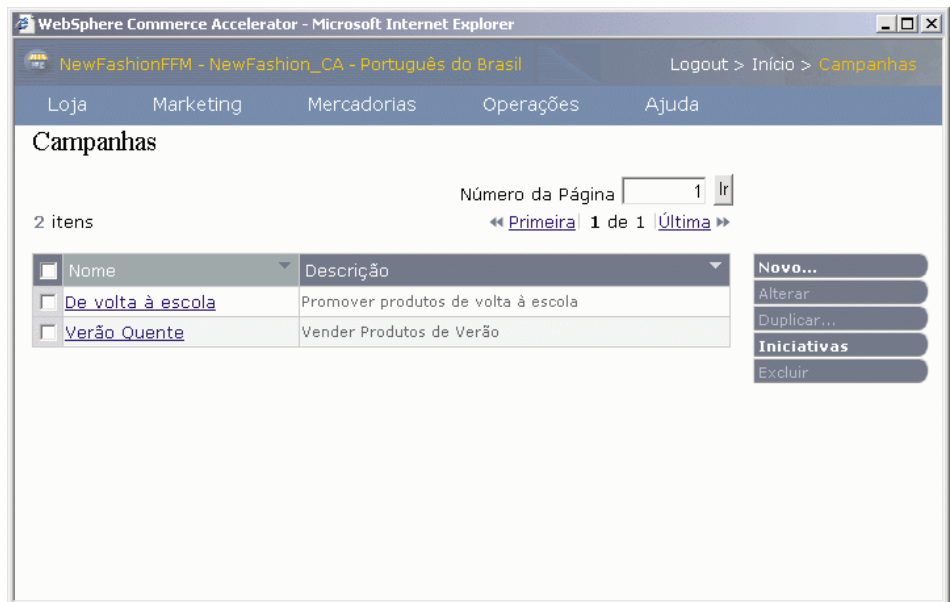 WebSphere Commerce Accelerator - Microsoft Internet Explorer
NewFashionFFM - NewFashion_CA - Português do Brasil
Logout > Início > Campanhas
Loja Marketing Mercadorias Operações Ajuda
Campanhas
Número da Página 1 Ir
2 itens
Primeira 1 de 1 Última
Nome Descrição
De volta à escola Promover produtos de volta à escola
Verão Quente Vender Produtos de Verão
Novo...
Alterar
Duplicar...
Iniciativas
Excluir